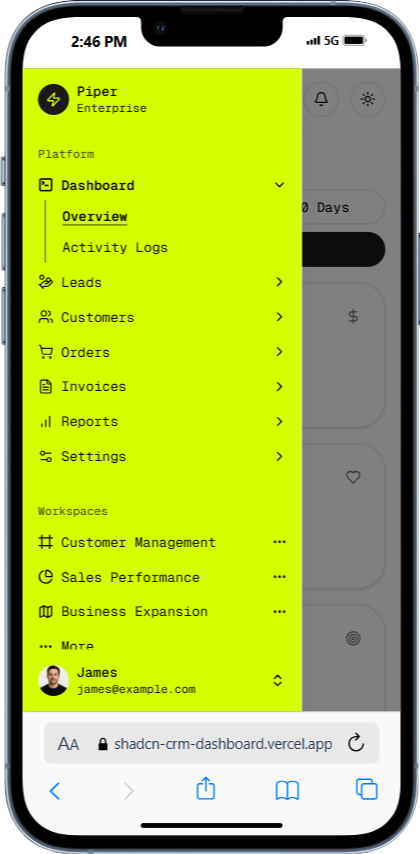 2:46 PM
5G
Piper
Enterprise
Platform
Dashboard
Overview
0 Days
Activity Logs
Leads
Customers
Orders
Invoices
Reports
Settings
Workspaces
Customer Management
Sales Performance
Business Expansion
More
James
james@example.com
AA
shadcn-crm-dashboard.vercel.app